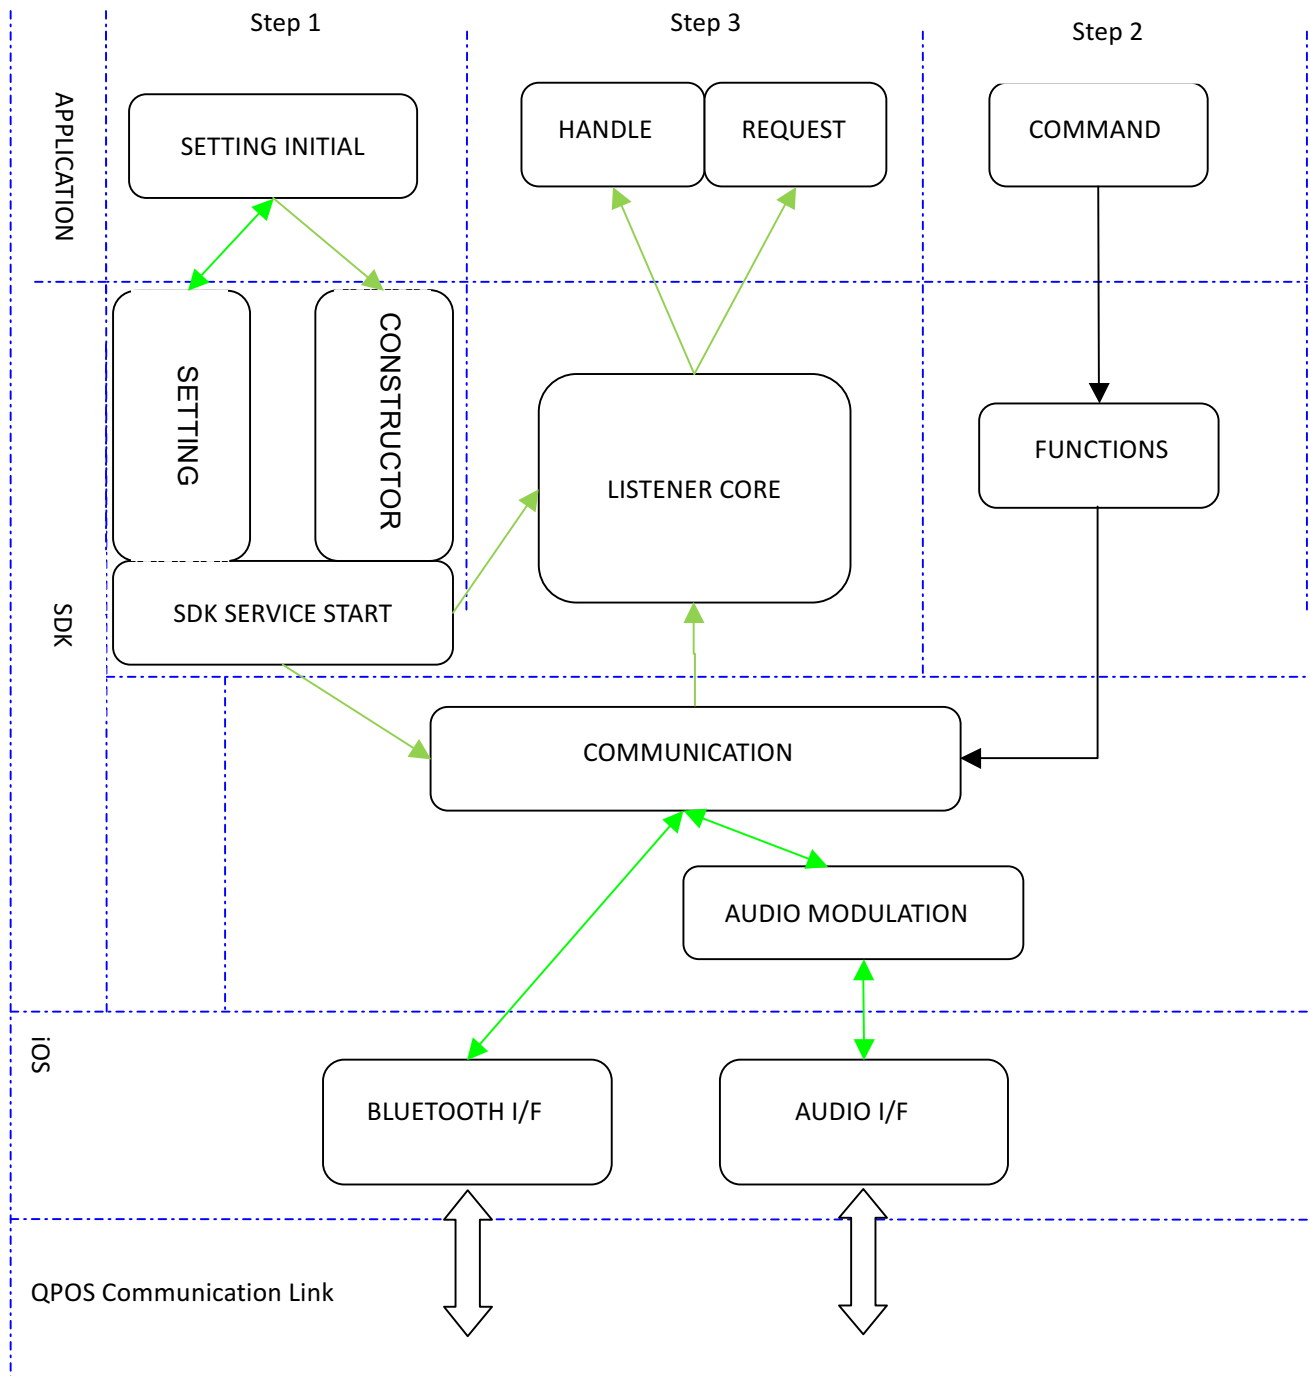 Step 1
Step 3
Step 2
APPLICATION
SETTING INITIAL
HANDLE
REQUEST
COMMAND
SETTING
CONSTRUCTOR
LISTENER CORE
FUNCTIONS
SDK
SDK SERVICE START
COMMUNICATION
AUDIO MODULATION
iOS
BLUETOOTH I/F
AUDIO I/F
QPOS Communication Link